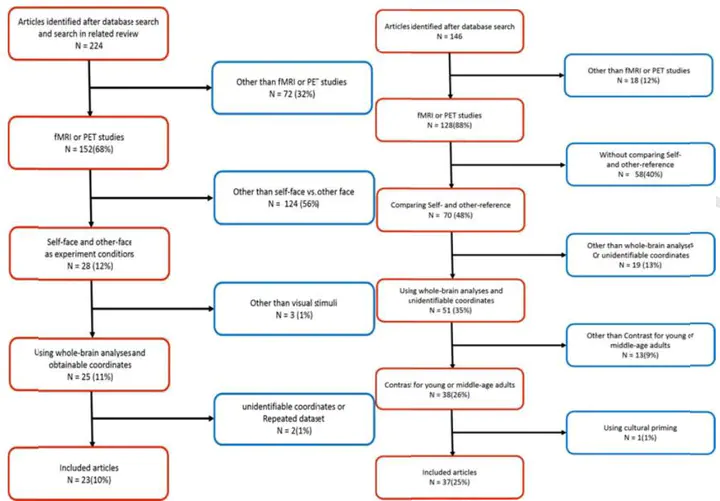 Articles identified after database search
and search in related review
N = 224
Other than fMRI or PET studies
N = 72 (32%)
fMRI or PET studies
N = 152(68%)
Other than self-face vs. other face
N = 124 (56%)
Self-face and other-face
as experiment conditions
N = 28 (12%)
Other than visual stimuli
N = 3 (1%)
Using whole-brain analyses and
obtainable coordinates
N = 25 (11%)
unidentifiable coordinates or
Repeated dataset
N = 2(1%)
Included articles
N = 23(10%)
Articles identified after database search
N = 146
Other than fMRI or PET studies
N = 18 (12%)
fMRI or PET studies
N = 128(88%)
Without comparing Self-
and other-reference
N = 58(40%)
Comparing Self- and other-reference
N = 70 (48%)
Other than whole-brain analyses
Or unidentifiable coordinates
N = 19 (13%)
Using whole-brain analyses and
unidentifiable coordinates
N = 51 (35%)
Other than Contrast for young or
middle-age adults
N = 13(9%)
Contrast for young or middle-age adults
N = 38(26%)
Using cultural priming
N = 1(1%)
Included articles
N = 37(25%)